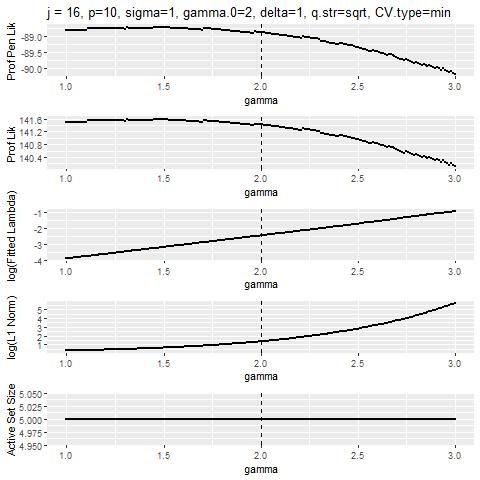 j = 16, p=10, sigma=1, gamma.0=2, delta=1, q.str=sqrt, CV.type=min
Prof Pen Lik
-89.0
-89.5
-90.0
1.0 1.5 2.0 2.5 3.0
gamma
Prof Lik
141.6
141.2
140.8
140.4
1.0 1.5 2.0 2.5 3.0
gamma
log(Fitted Lambda)
-1
-2
-3
-4
1.0 1.5 2.0 2.5 3.0
gamma
log(L1 Norm)
5
4
3
2
1
1.0 1.5 2.0 2.5 3.0
gamma
Active Set Size
5.050
5.025
5.000
4.975
4.950
1.0 1.5 2.0 2.5 3.0
gamma